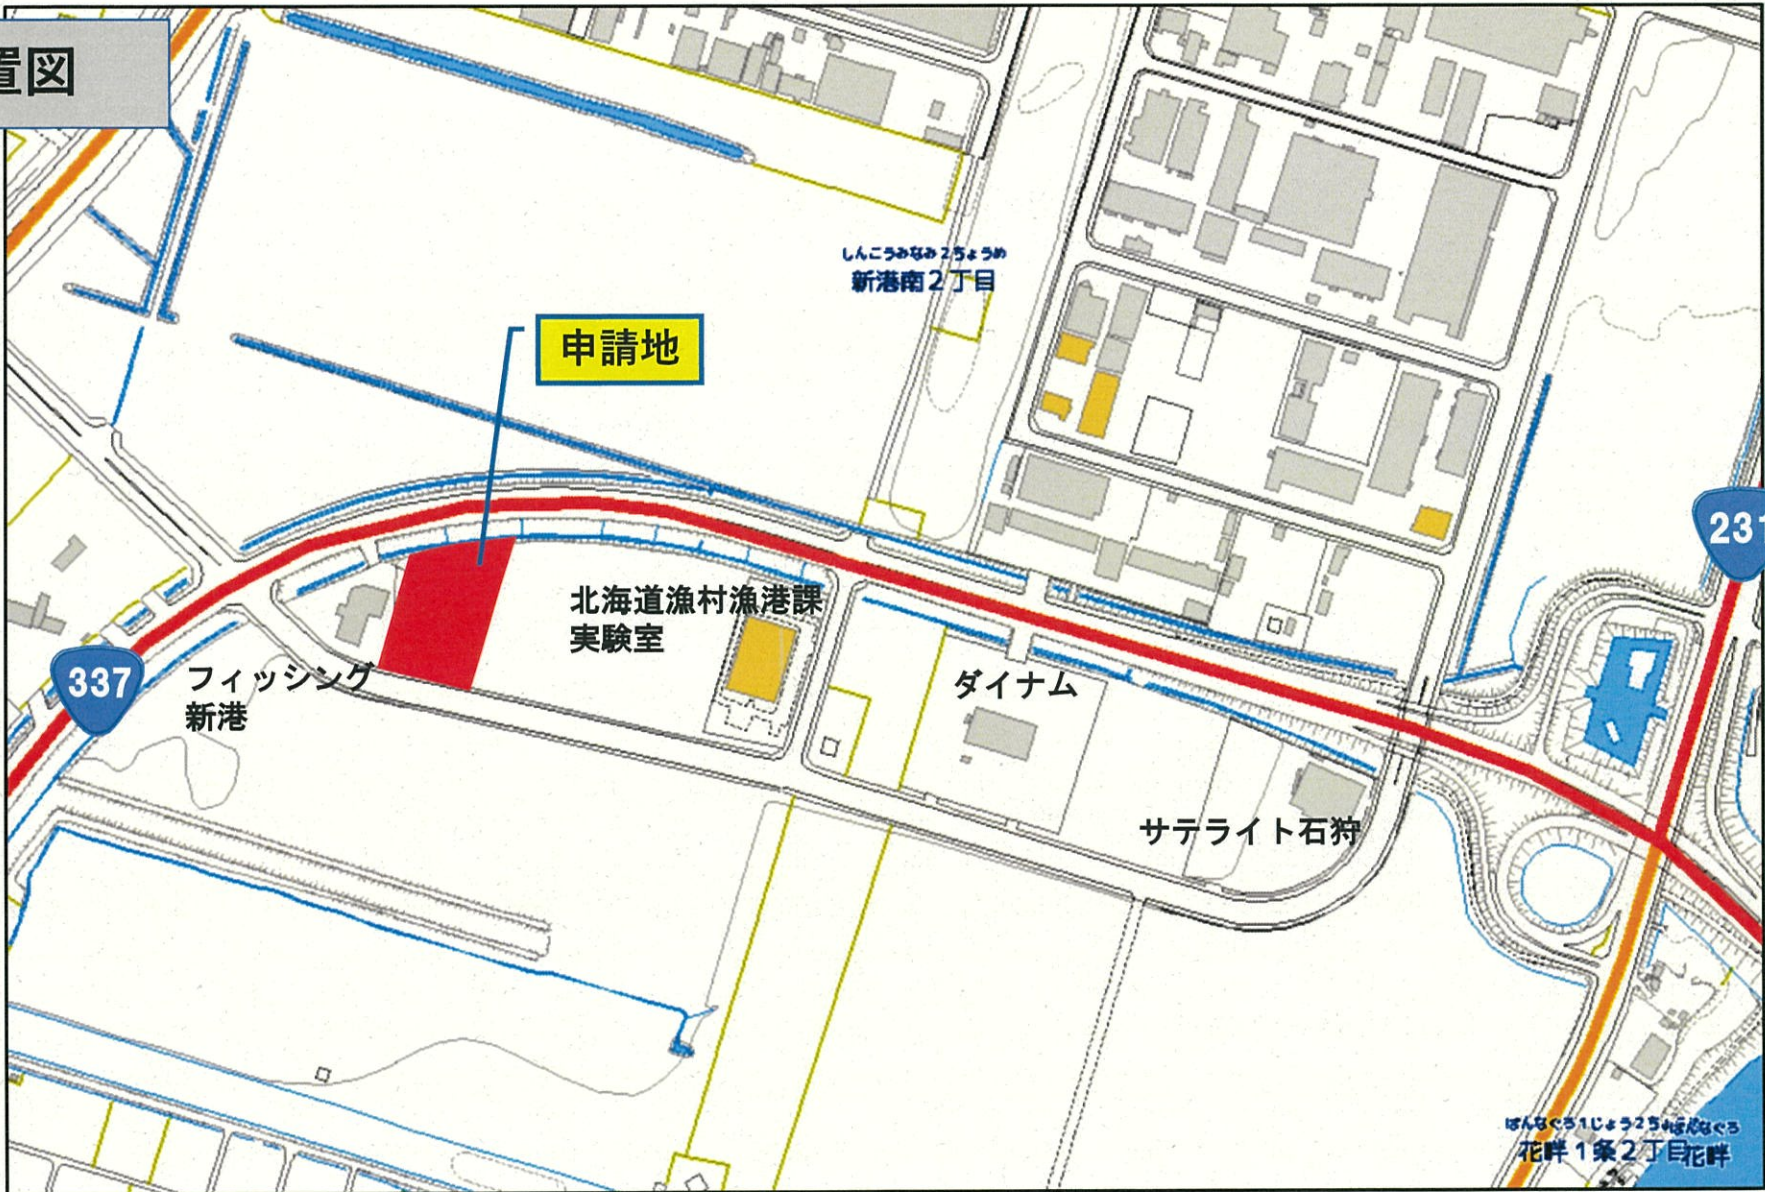 置図
しんこうみなみ2ちょうめ
新港南2丁目
申請地
231
北海道漁村漁港課
実験室
337
フィッシング
新港
ダイナム
サテライト石狩
花畔1条2丁目
花畔